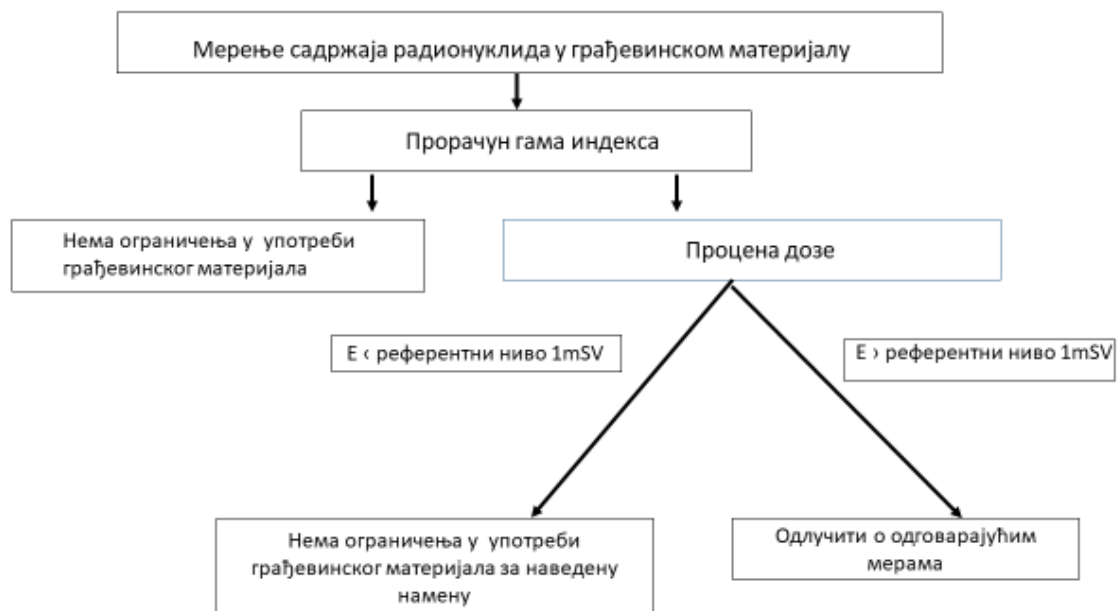 Мерење садржаја радионуклида у грађевинском материјалу
Прорачун гама индекса
Нема ограничења у употреби
грађевинског материјала
Процена дозе
Е ‹ референтни ниво 1mSV
Е › референтни ниво 1mSV
Нема ограничења у употреби
грађевинског материјала за наведену
намену
Одлучити о одговарајућим
мерама